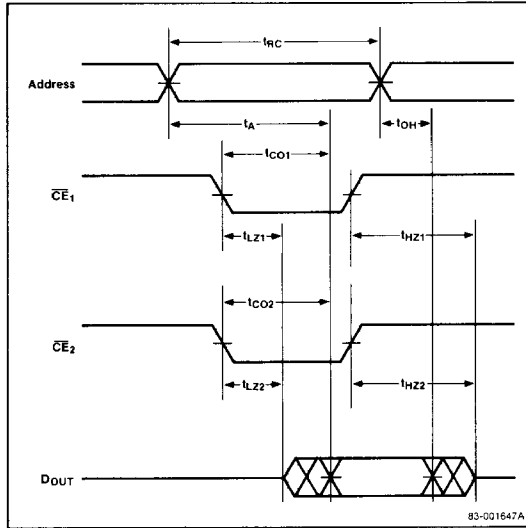 tRC
Address
tA
tOH
tCO1
CE1
tLZ1
tHZ1
tCO2
CE2
tLZ2
tHZ2
DOUT
83-001647A